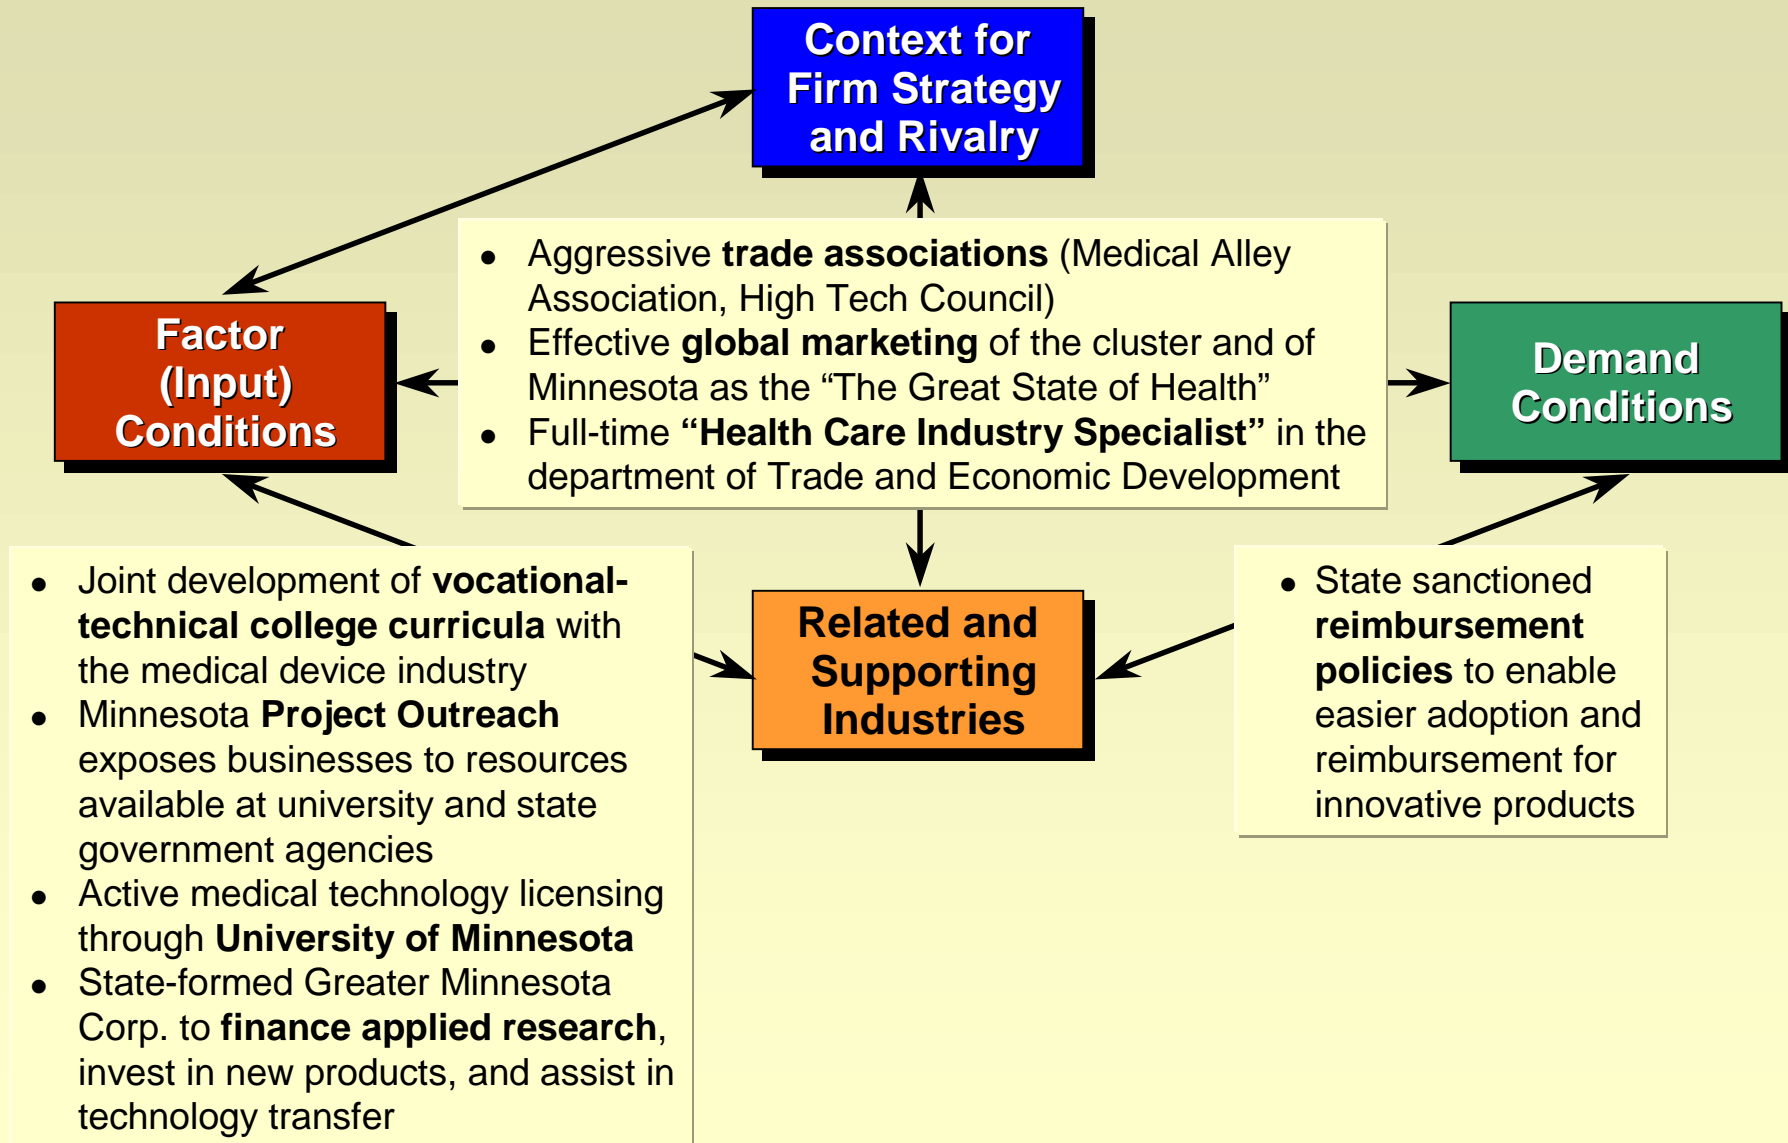 Context for
Firm Strategy
and Rivalry
● Aggressive trade associations (Medical Alley
Association, High Tech Council)
● Effective global marketing of the cluster and of
Minnesota as the “The Great State of Health”
● Full-time “Health Care Industry Specialist” in the
department of Trade and Economic Development
Factor
(Input)
Conditions
Demand
Conditions
● Joint development of vocational-
technical college curricula with
the medical device industry
● Minnesota Project Outreach
exposes businesses to resources
available at university and state
government agencies
● Active medical technology licensing
through University of Minnesota
● State-formed Greater Minnesota
Corp. to finance applied research,
invest in new products, and assist in
technology transfer
Related and
Supporting
Industries
● State sanctioned
reimbursement
policies to enable
easier adoption and
reimbursement for
innovative products